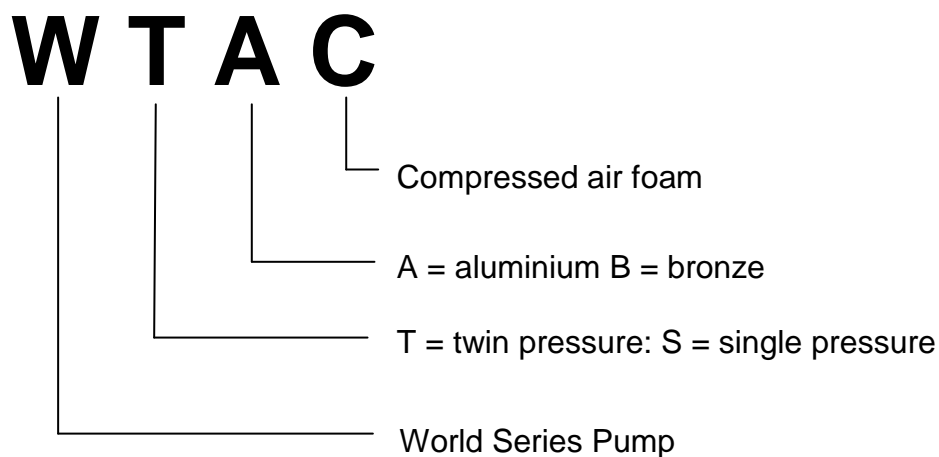 W T A C
Compressed air foam
A = aluminium B = bronze
T = twin pressure: S = single pressure
World Series Pump